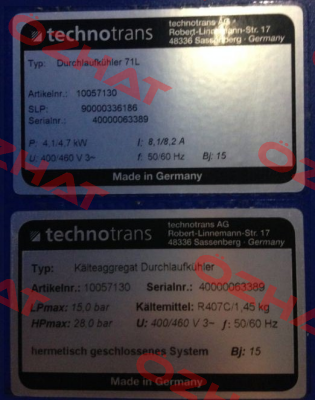 technotrans
technotrans AG
Robert-Linnemann-Str. 17
48336 Sassenberg - Germany
Typ: Durchlaufkühler 71L
Artikelnr.: 10057130
SLP: 90000336186
Serialnr.: 40000063389
P: 4,1/4,7 kW I: 8,1/8,2 A
U: 400/460 V 3~ f: 50/60 Hz Bj: 15
Made in Germany
technotrans
technotrans AG
Robert-Linnemann-Str. 17
48336 Sassenberg - Germany
Typ: Kälteaggregat Durchlaufkühler
Artikelnr.: 10057130 Serialnr.: 40000063389
LPmax: 15,0 bar Kältemittel: R407C/1,45 kg
HPmax: 28,0 bar U: 400/460 V 3~ f: 50/60 Hz
hermetisch geschlossenes System Bj: 15
Made in Germany
OZHAT
OZHAT
OZHAT
OZHAT